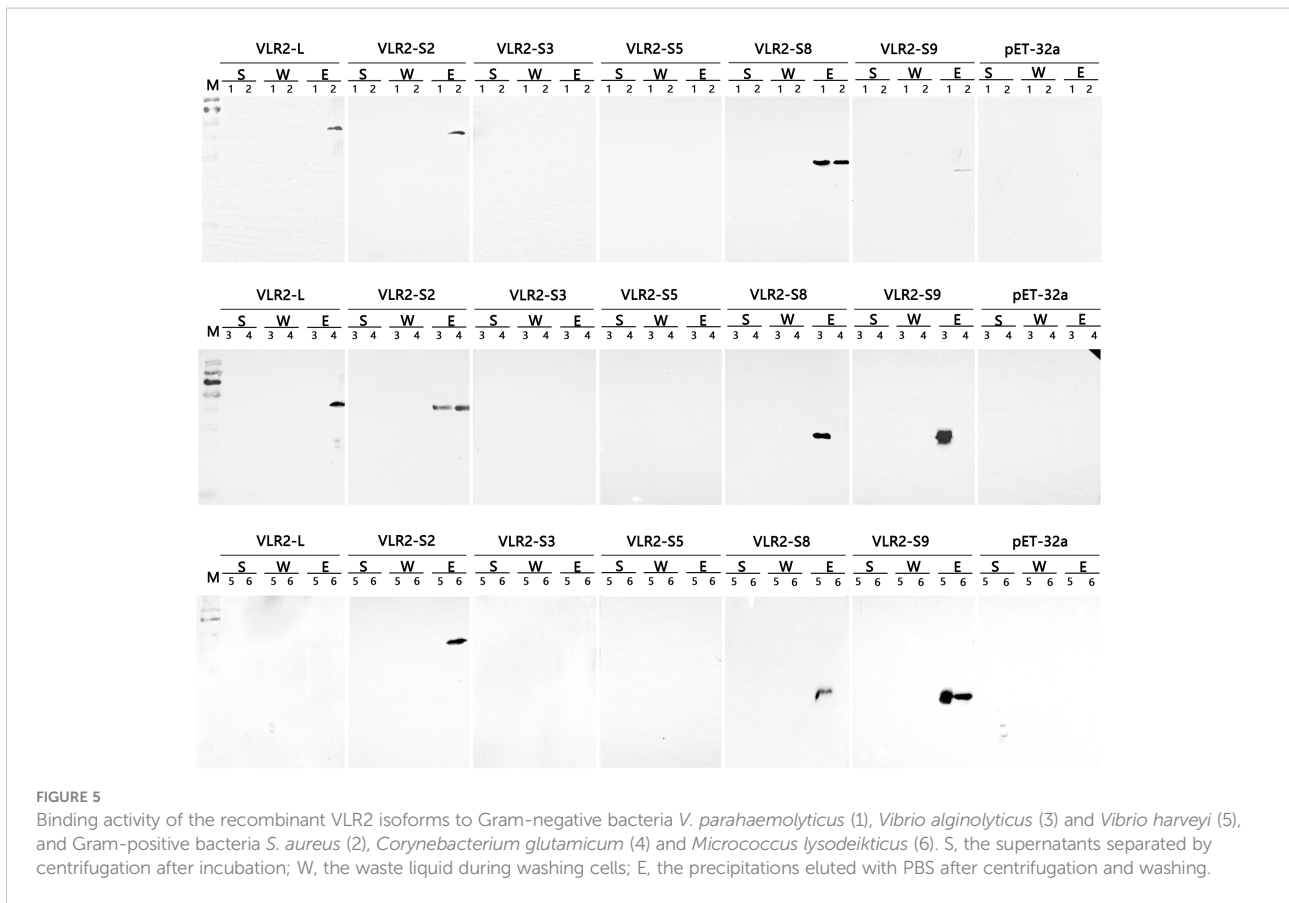 VLR2-L VLR2-S2 VLR2-S3 VLR2-S5 VLR2-S8 VLR2-S9 pET-32a
S W E S W E S W E S W E S W E S W E S W E
M 1 2 1 2 1 2 1 2 1 2 1 2 1 2 1 2 1 2 1 2 1 2 1 2 1 2 1 2 1 2 1 2 1 2 1 2 1 2 1 2 1 2
VLR2-L VLR2-S2 VLR2-S3 VLR2-S5 VLR2-S8 VLR2-S9 pET-32a
S W E S W E S W E S W E S W E S W E S W E
M 3 4 3 4 3 4 3 4 3 4 3 4 3 4 3 4 3 4 3 4 3 4 3 4 3 4 3 4 3 4 3 4 3 4 3 4 3 4 3 4 3 4
VLR2-L VLR2-S2 VLR2-S3 VLR2-S5 VLR2-S8 VLR2-S9 pET-32a
S W E S W E S W E S W E S W E S W E S W E
M 5 6 5 6 5 6 5 6 5 6 5 6 5 6 5 6 5 6 5 6 5 6 5 6 5 6 5 6 5 6 5 6 5 6 5 6 5 6 5 6 5 6
FIGURE 5
Binding activity of the recombinant VLR2 isoforms to Gram-negative bacteria V. parahaemolyticus (1), Vibrio alginolyticus (3) and Vibrio harveyi (5),
and Gram-positive bacteria S. aureus (2), Corynebacterium glutamicum (4) and Micrococcus lysodeikticus (6). S, the supernatants separated by
centrifugation after incubation; W, the waste liquid during washing cells; E, the precipitations eluted with PBS after centrifugation and washing.